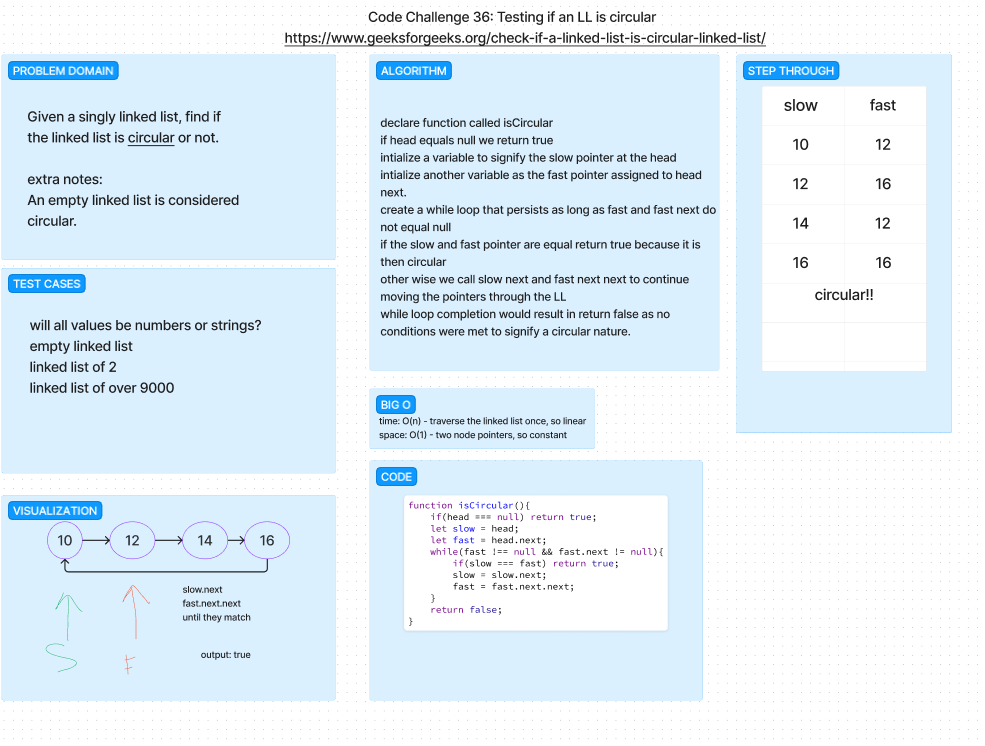 Code Challenge 36: Testing if an LL is circular
https://www.geeksforgeeks.org/check-if-a-linked-list-is-circular-linked-list/
PROBLEM DOMAIN
Given a singly linked list, find if
the linked list is circular or not.
extra notes:
An empty linked list is considered
circular.
TEST CASES
will all values be numbers or strings?
empty linked list
linked list of 2
linked list of over 9000
VISUALIZATION
10 12 14 16
slow.next
fast.next.next
until they match
output: true
S F
ALGORITHM
declare function called isCircular
if head equals null we return true
intialize a variable to signify the slow pointer at the head
intialize another variable as the fast pointer assigned to head
next.
create a while loop that persists as long as fast and fast next do
not equal null
if the slow and fast pointer are equal return true because it is
then circular
other wise we call slow next and fast next next to continue
moving the pointers through the LL
while loop completion would result in return false as no
conditions were met to signify a circular nature.
BIG O
time: O(n) - traverse the linked list once, so linear
space: O(1) - two node pointers, so constant
CODE
function isCircular(){
if(head === null) return true;
let slow = head;
let fast = head.next;
while(fast !== null && fast.next != null){
if(slow === fast) return true;
slow = slow.next;
fast = fast.next.next;
}
return false;
}
STEP THROUGH
slow fast
10 12
12 16
14 12
16 16
circular!!